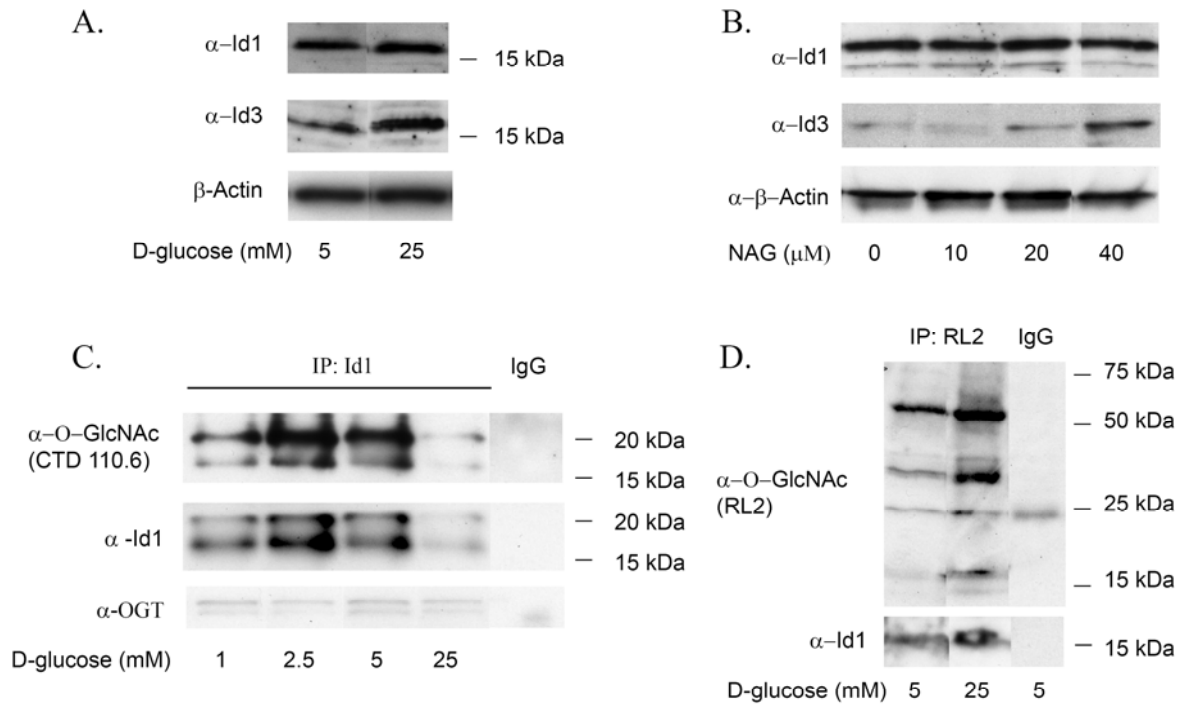 A.
α–Id1
— 15 kDa
α–Id3
— 15 kDa
β-Actin
D-glucose (mM) 5 25
B.
α–Id1
α–Id3
α–β–Actin
NAG (μM) 0 10 20 40
C.
IP: Id1 IgG
α–O–GlcNAc
(CTD 110.6)
— 20 kDa
— 15 kDa
α -Id1
— 20 kDa
— 15 kDa
α-OGT
D-glucose (mM) 1 2.5 5 25
D.
IP: RL2 IgG
— 75 kDa
— 50 kDa
α–O–GlcNAc
(RL2)
— 25 kDa
— 15 kDa
α–Id1
— 15 kDa
D-glucose (mM) 5 25 5